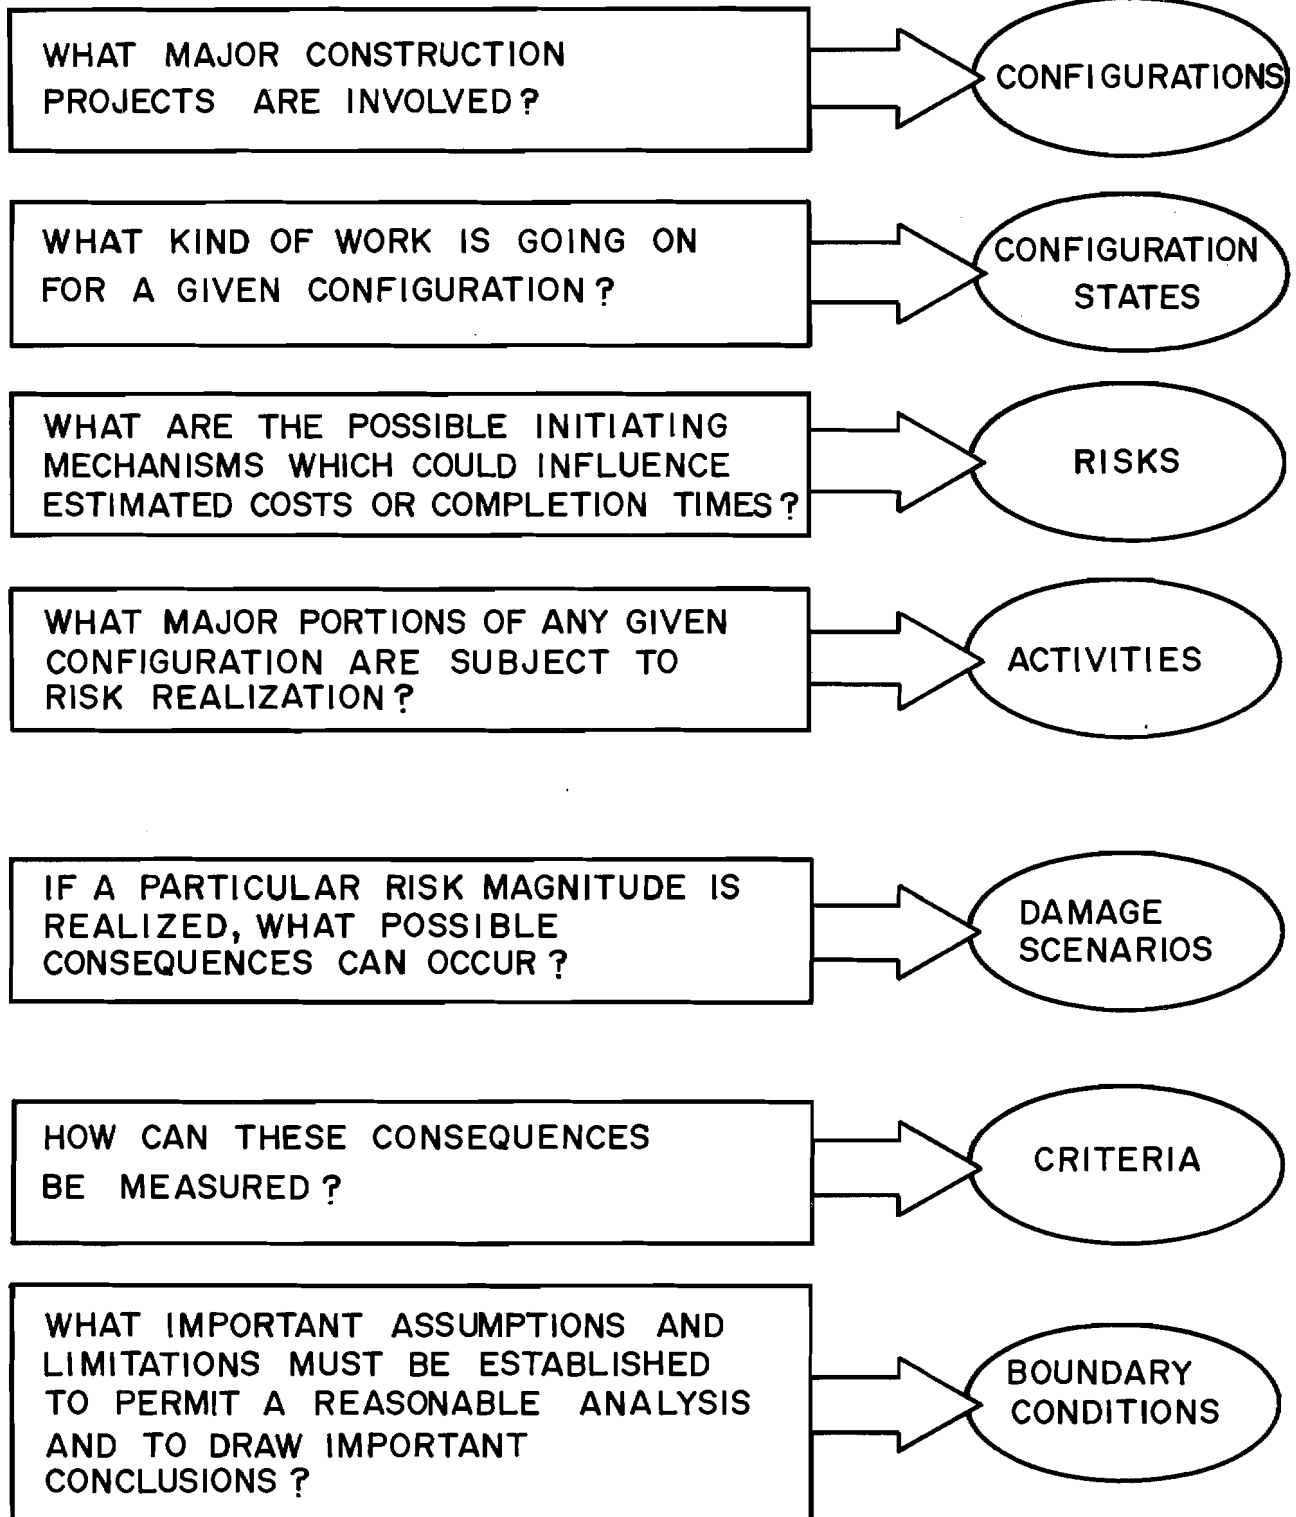 WHAT MAJOR CONSTRUCTION
PROJECTS ARE INVOLVED?
CONFIGURATIONS
WHAT KIND OF WORK IS GOING ON
FOR A GIVEN CONFIGURATION?
CONFIGURATION
STATES
WHAT ARE THE POSSIBLE INITIATING
MECHANISMS WHICH COULD INFLUENCE
ESTIMATED COSTS OR COMPLETION TIMES?
RISKS
WHAT MAJOR PORTIONS OF ANY GIVEN
CONFIGURATION ARE SUBJECT TO
RISK REALIZATION?
ACTIVITIES
IF A PARTICULAR RISK MAGNITUDE IS
REALIZED, WHAT POSSIBLE
CONSEQUENCES CAN OCCUR?
DAMAGE
SCENARIOS
HOW CAN THESE CONSEQUENCES
BE MEASURED?
CRITERIA
WHAT IMPORTANT ASSUMPTIONS AND
LIMITATIONS MUST BE ESTABLISHED
TO PERMIT A REASONABLE ANALYSIS
AND TO DRAW IMPORTANT
CONCLUSIONS?
BOUNDARY
CONDITIONS